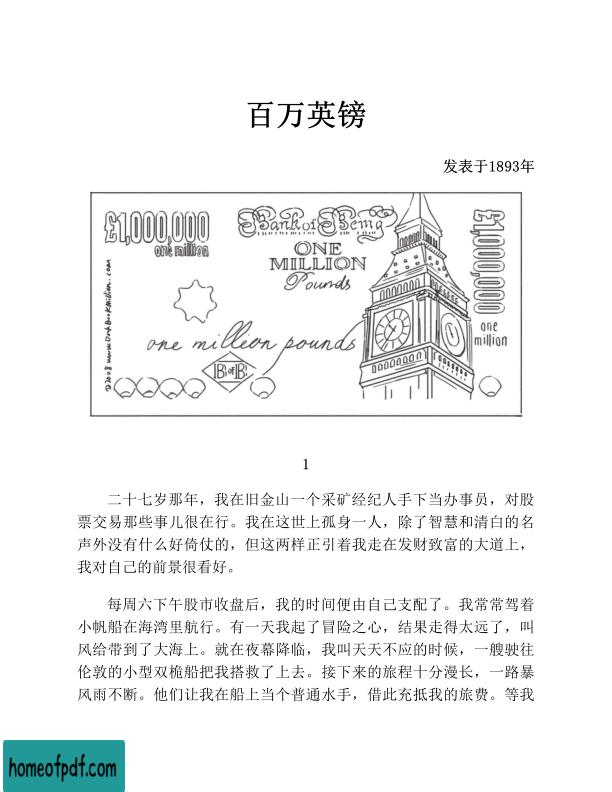 百万英镑
发表于1893年
£1,000,000
one million
Bank of Being
ONE
MILLION
Pounds
£1,000,000
one
million
one million pounds
B of B
1
二十七岁那年，我在旧金山一个采矿经纪人手下当办事员，对股
票交易那些事儿很在行。我在这世上孤身一人，除了智慧和清白的名
声外没有什么好倚仗的，但这两样正引着我走在发财致富的大道上，
我对自己的前景很看好。
每周六下午股市收盘后，我的时间便由自己支配了。我常常驾着
小帆船在海湾里航行。有一天我起了冒险之心，结果走得太远了，叫
风给带到了大海上。就在夜幕降临，我叫天天不应的时候，一艘驶往
伦敦的小型双桅船把我搭救了上去。接下来的旅程十分漫长，一路暴
风雨不断。他们让我在船上当个普通水手，借此充抵我的旅费。等我
homeofpdf.com